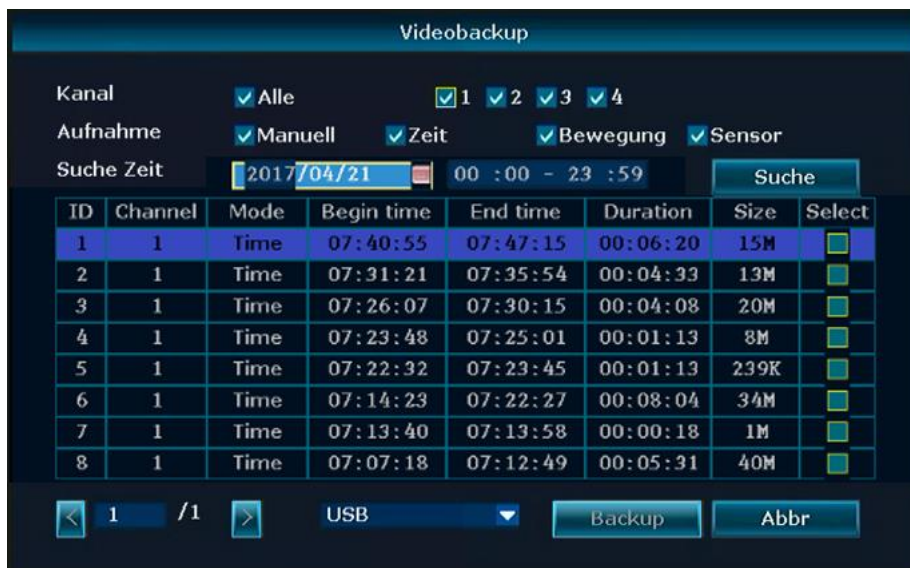 Videobackup
Kanal Alle 1 2 3 4
Aufnahme Manuell Zeit Bewegung Sensor
Suche Zeit 2017/04/21 00 :00 - 23 :59 Suche
ID Channel Mode Begin time End time Duration Size Select
1 1 Time 07:40:55 07:47:15 00:06:20 15M
2 1 Time 07:31:21 07:35:54 00:04:33 13M
3 1 Time 07:26:07 07:30:15 00:04:08 20M
4 1 Time 07:23:48 07:25:01 00:01:13 8M
5 1 Time 07:22:32 07:23:45 00:01:13 239K
6 1 Time 07:14:23 07:22:27 00:08:04 34M
7 1 Time 07:13:40 07:13:58 00:00:18 1M
8 1 Time 07:07:18 07:12:49 00:05:31 40M
< 1 /1 > USB Backup Abbr